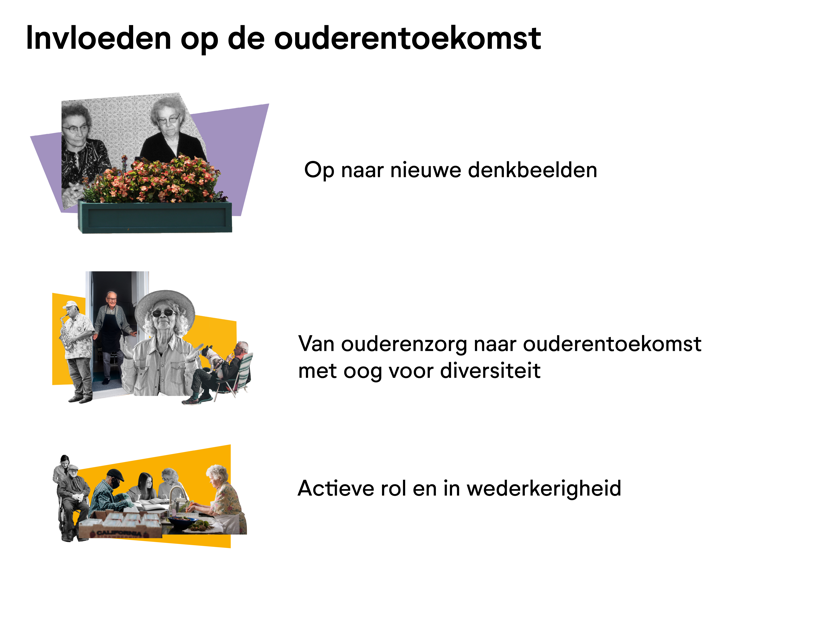 Invloeden op de ouderentoekomst
Op naar nieuwe denkbeelden
Van ouderenzorg naar ouderentoekomst
met oog voor diversiteit
Actieve rol en in wederkerigheid
CALIFORNIA